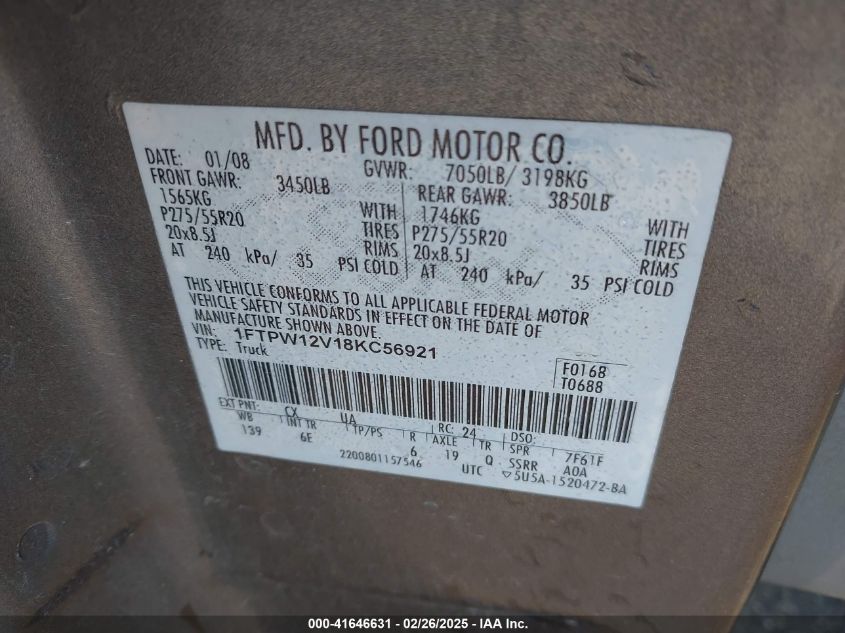 MFD. BY FORD MOTOR CO.
DATE: 01/08 GVWR: 7050LB/ 3198KG
FRONT GAWR: 3450LB REAR GAWR: 3850LB
1565KG WITH 1746KG WITH
P275/55R20 TIRES P275/55R20 TIRES
20x8.5J RIMS 20x8.5J RIMS
AT 240 kPa/ 35 PSI COLD AT 240 kPa/ 35 PSI COLD
THIS VEHICLE CONFORMS TO ALL APPLICABLE FEDERAL MOTOR
VEHICLE SAFETY STANDARDS IN EFFECT ON THE DATE OF
MANUFACTURE SHOWN ABOVE.
VIN: 1FTPW12V18KC56921
TYPE: Truck
F0168
T0688
EXT PNT: CX UA RC: 24 DSO:
WB INT TR TP/PS R AXLE TR SPR 7F61F
139 6E 6 19 Q SSRR A0A
2200801157546 UTC ▽5U5A-1520472-BA
000-41646631 - 02/26/2025 - IAA Inc.